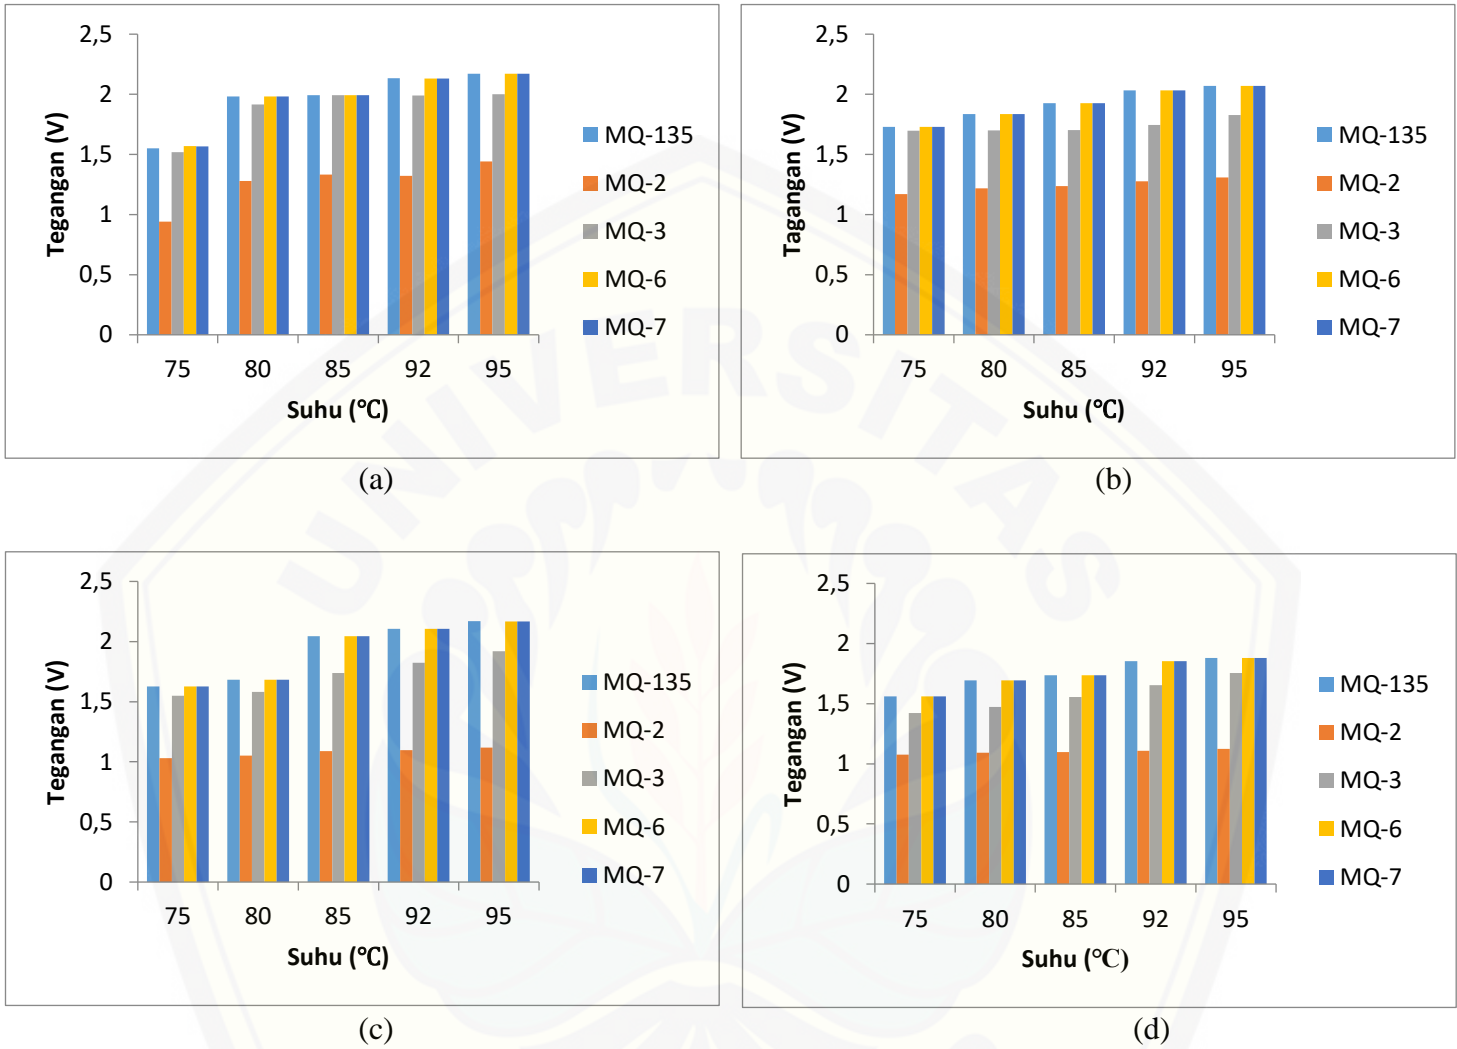 2,5
2
1,5
1
0,5
0
Tegangan (V)
75 80 85 92 95
Suhu (℃)
MQ-135
MQ-2
MQ-3
MQ-6
MQ-7
(a)
2,5
2
1,5
1
0,5
0
Tagangan (V)
75 80 85 92 95
Suhu (℃)
MQ-135
MQ-2
MQ-3
MQ-6
MQ-7
(b)
2,5
2
1,5
1
0,5
0
Tegangan (V)
75 80 85 92 95
Suhu (℃)
MQ-135
MQ-2
MQ-3
MQ-6
MQ-7
(c)
2,5
2
1,5
1
0,5
0
Tegangan (V)
75 80 85 92 95
Suhu (℃)
MQ-135
MQ-2
MQ-3
MQ-6
MQ-7
(d)
UNIVERSITAS